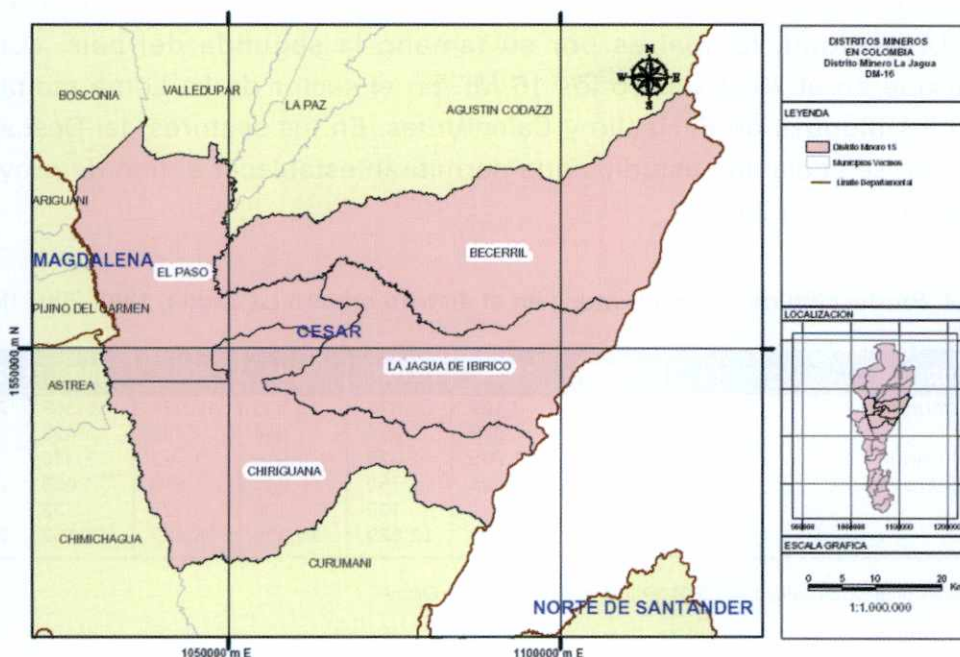 DISTRITOS MINEROS
EN COLOMBIA
Distrito Minero La Jagua
DM-16
LEYENDA
Distrito Minero 15
Municipios Vecinos
Limite Departamental
LOCALIZACION
1100000
1200000
ESCALA GRAFICA
0 5 10 20
1:1.000.000
N
W E
S
BOSCONIA
VALLEDUPAR
LA PAZ
AGUSTIN CODAZZI
ARIGUANI
MAGDALENA
EL PASO
BECERRIL
PIJINO DEL CARMEN
CESAR
ASTREA
LA JAGUA DE IBIRICO
CHIRIGUANA
CHIMICHAGUA
CURUMANI
NORTE DE SANTANDER
1550000 m N
1050000 m E
1100000 m E